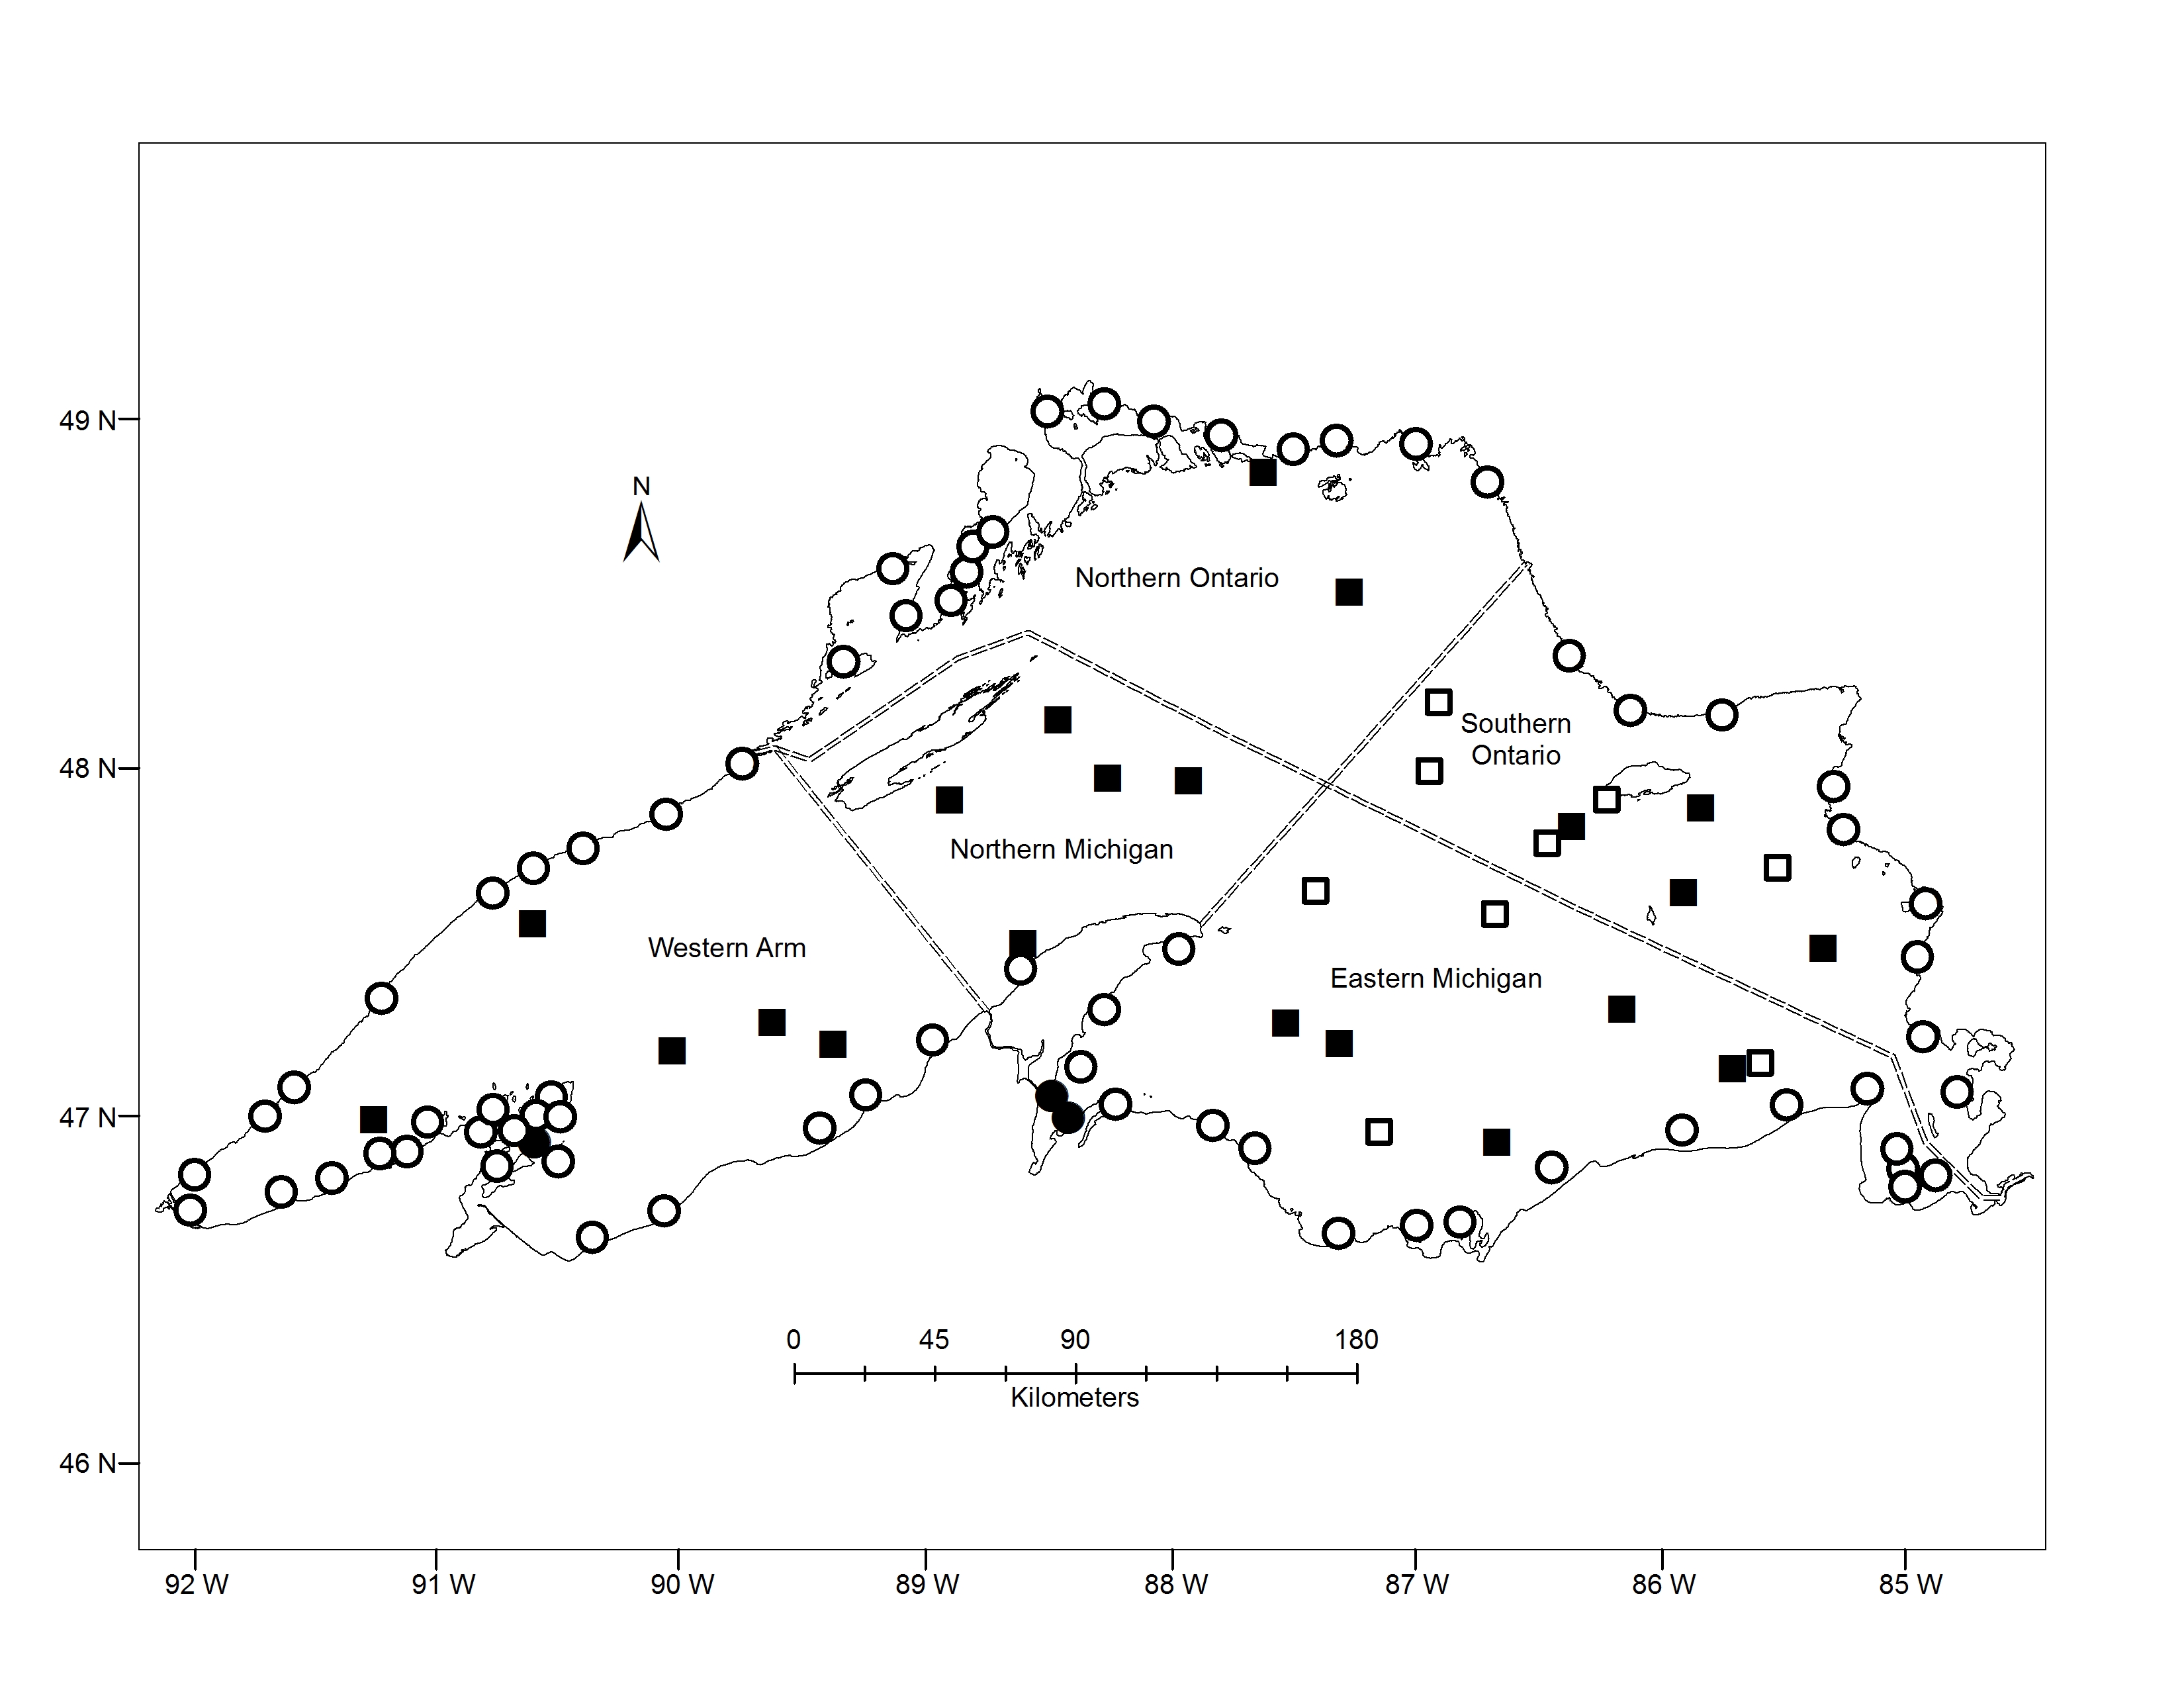 49 N
N
Northern Ontario
Southern
Ontario
48 N
Northern Michigan
Western Arm
Eastern Michigan
47 N
0 45 90 180
Kilometers
46 N
92 W 91 W 90 W 89 W 88 W 87 W 86 W 85 W